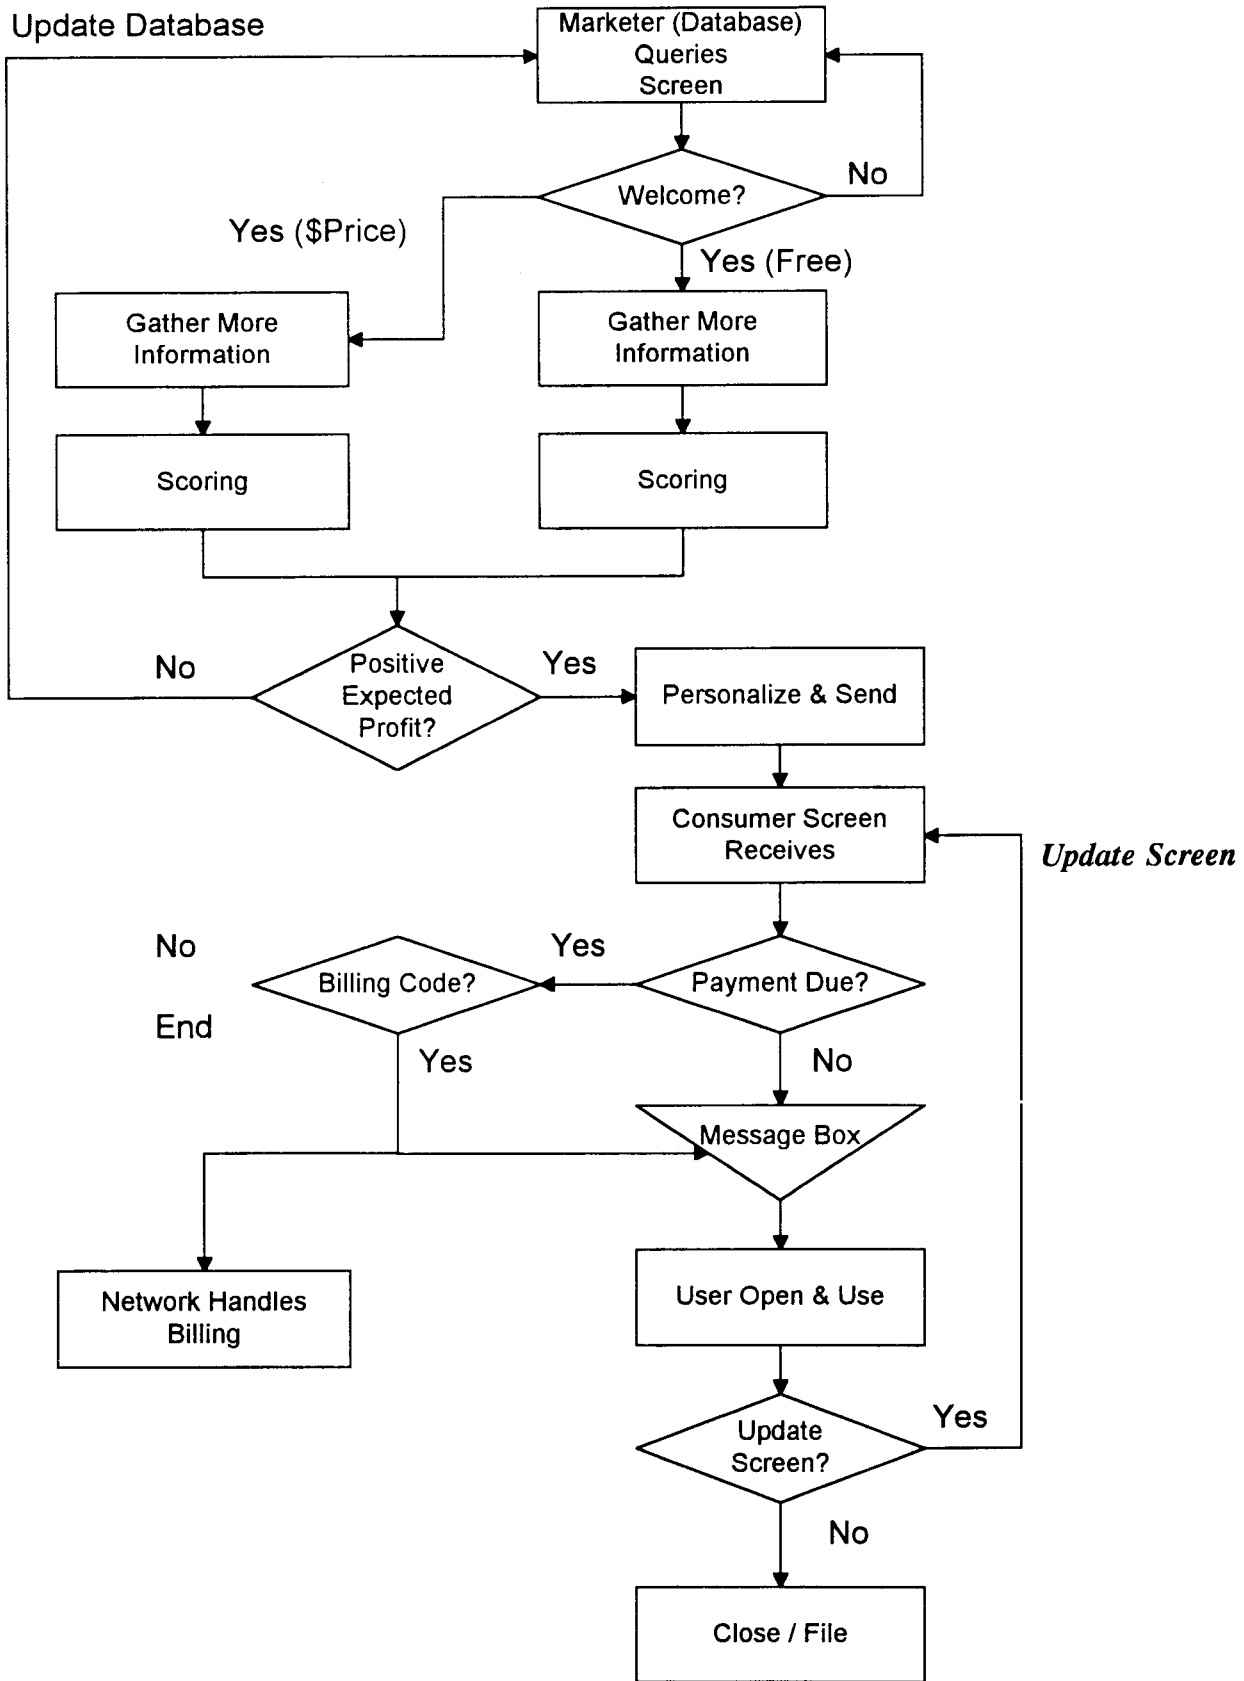 Update Database
Marketer (Database)
Queries
Screen
Welcome?
No
Yes ($Price)
Yes (Free)
Gather More
Information
Gather More
Information
Scoring
Scoring
No
Positive
Expected
Profit?
Yes
Personalize & Send
Consumer Screen
Receives
Update Screen
No
End
Billing Code?
Yes
Payment Due?
Yes
No
Message Box
Network Handles
Billing
User Open & Use
Update
Screen?
Yes
No
Close / File